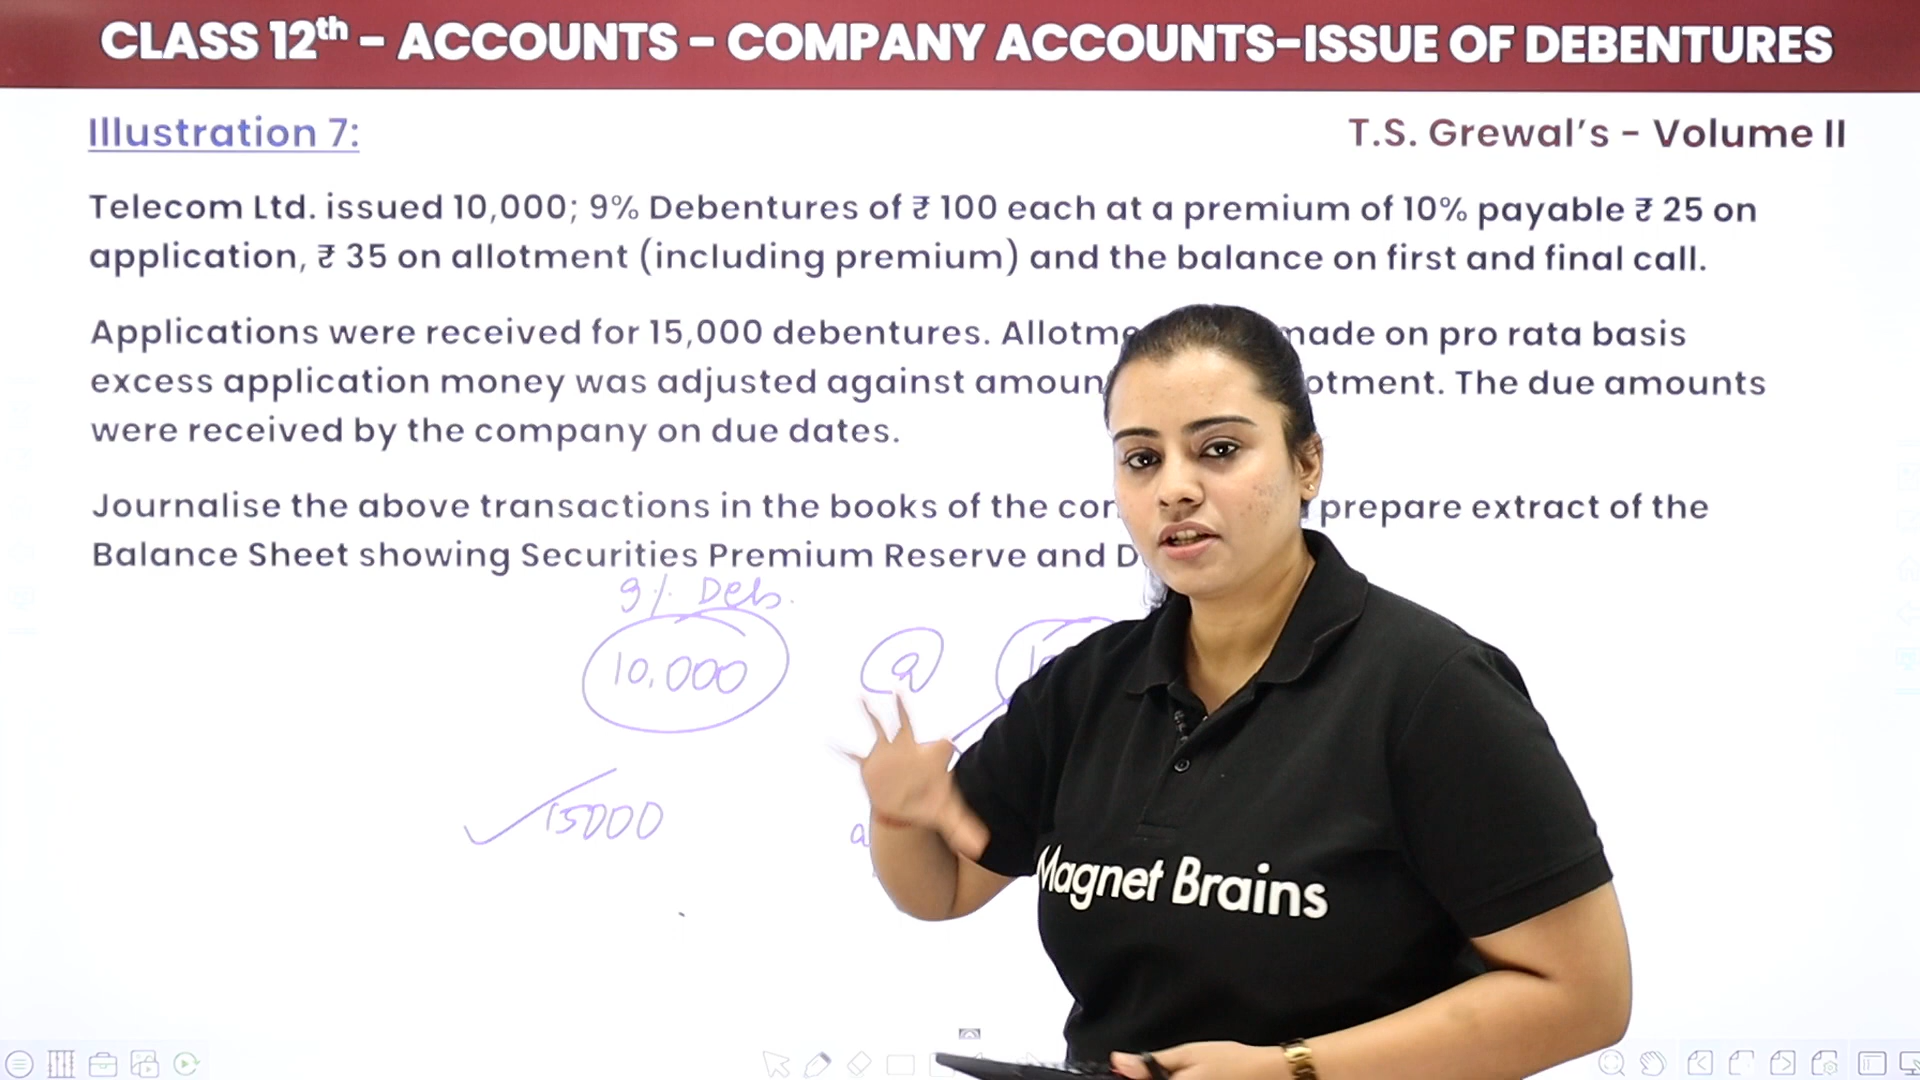 CLASS 12th - ACCOUNTS - COMPANY ACCOUNTS-ISSUE OF DEBENTURES
Illustration 7:
T.S. Grewal's - Volume II
Telecom Ltd. issued 10,000; 9% Debentures of ₹ 100 each at a premium of 10% payable ₹ 25 on
application, ₹ 35 on allotment (including premium) and the balance on first and final call.
Applications were received for 15,000 debentures. made on pro rata basis
excess application money was adjusted against The due amounts
were received by the company on due dates.
Journalise the above transactions in the books of the prepare extract of the
Balance Sheet showing Securities Premium Reserve and
9% Deb.
10,000 @
15000
Magnet Brains